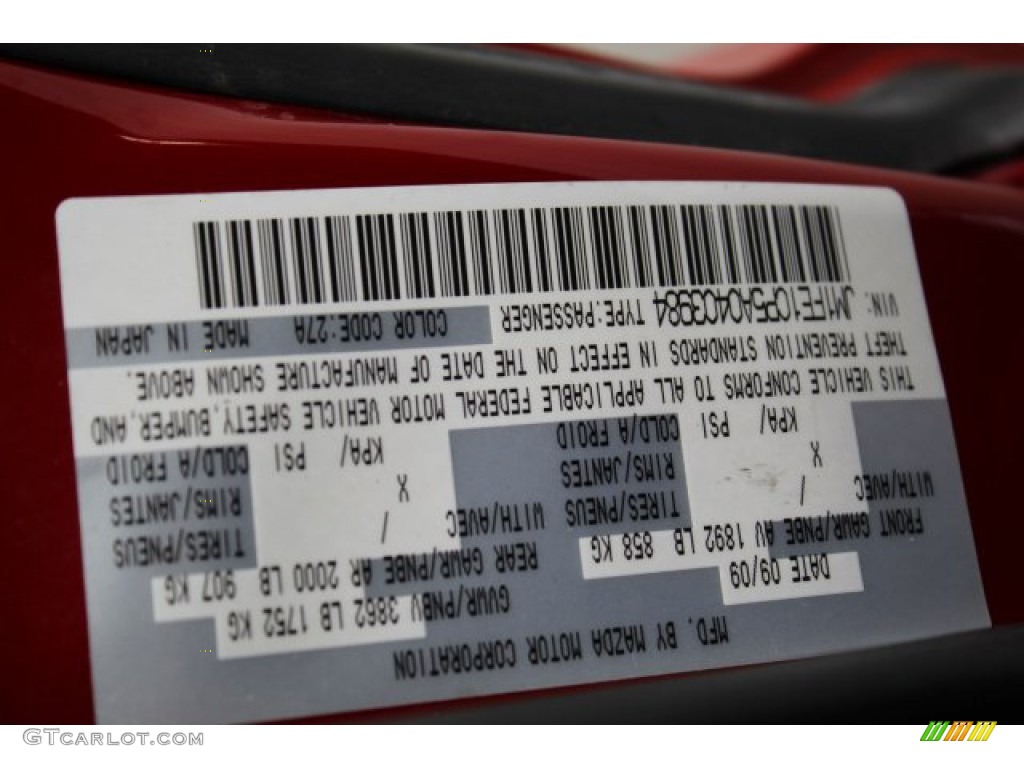 MFD. BY MAZDA MOTOR CORPORATION
DATE 09/09 GVWR/PNBV 3862 LB 1752 KG
FRONT GAWR/PNBE AV 1892 LB 858 KG REAR GAWR/PNBE AR 2000 LB 907 KG
WITH/AVEC / TIRES/PNEUS WITH/AVEC / TIRES/PNEUS
X RIMS/JANTES X RIMS/JANTES
KPA/ PSI COLD/A FROID KPA/ PSI COLD/A FROID
THIS VEHICLE CONFORMS TO ALL APPLICABLE FEDERAL MOTOR VEHICLE SAFETY, BUMPER, AND
THEFT PREVENTION STANDARDS IN EFFECT ON THE DATE OF MANUFACTURE SHOWN ABOVE.
VIN: JM1FE1CP5A0403984 TYPE:PASSENGER COLOR CODE:27A MADE IN JAPAN
GTCARLOT.COM